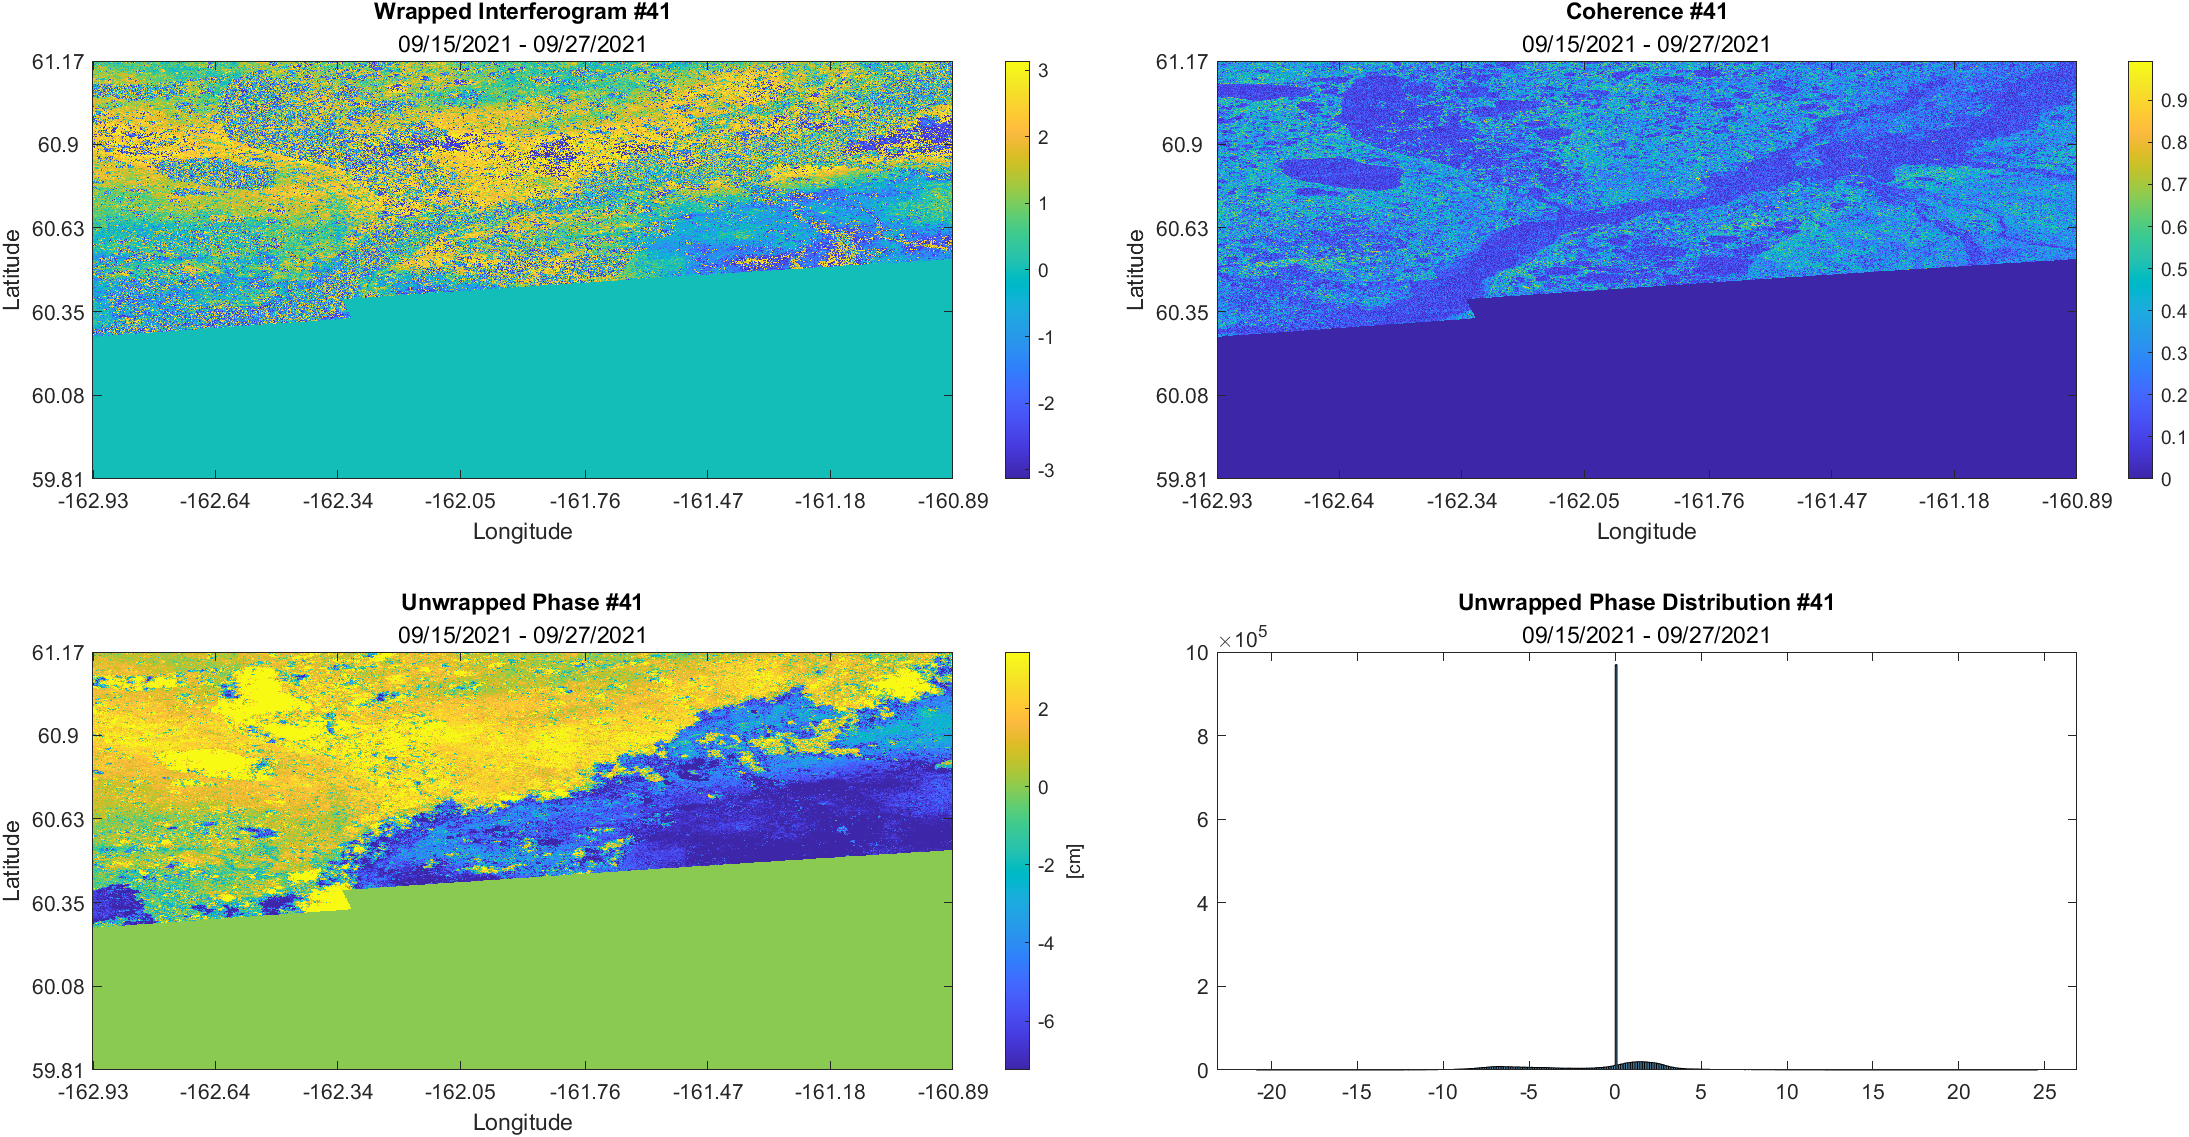 Wrapped Interferogram #41
09/15/2021 - 09/27/2021
61.17
60.9
60.63
60.35
60.08
59.81
Latitude
-162.93 -162.64 -162.34 -162.05 -161.76 -161.47 -161.18 -160.89
Longitude
3
2
1
0
-1
-2
-3
Coherence #41
09/15/2021 - 09/27/2021
61.17
60.9
60.63
60.35
60.08
59.81
Latitude
-162.93 -162.64 -162.34 -162.05 -161.76 -161.47 -161.18 -160.89
Longitude
0.9
0.8
0.7
0.6
0.5
0.4
0.3
0.2
0.1
0
Unwrapped Phase #41
09/15/2021 - 09/27/2021
61.17
60.9
60.63
60.35
60.08
59.81
Latitude
-162.93 -162.64 -162.34 -162.05 -161.76 -161.47 -161.18 -160.89
Longitude
2
0
-2
-4
-6
[cm]
Unwrapped Phase Distribution #41
09/15/2021 - 09/27/2021
×10⁵
10
8
6
4
2
0
-20 -15 -10 -5 0 5 10 15 20 25